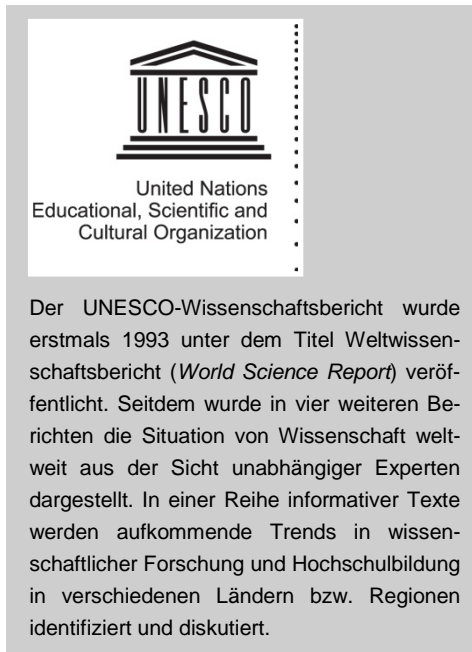 UNESCO
United Nations
Educational, Scientific and
Cultural Organization
Der UNESCO-Wissenschaftsbericht wurde
erstmals 1993 unter dem Titel Weltwissen-
schaftsbericht (World Science Report) veröf-
fentlicht. Seitdem wurde in vier weiteren Be-
richten die Situation von Wissenschaft welt-
weit aus der Sicht unabhängiger Experten
dargestellt. In einer Reihe informativer Texte
werden aufkommende Trends in wissen-
schaftlicher Forschung und Hochschulbildung
in verschiedenen Ländern bzw. Regionen
identifiziert und diskutiert.